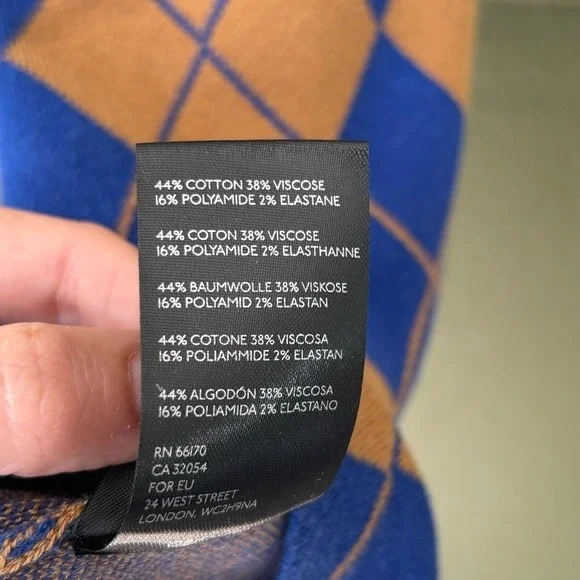 44% COTTON 38% VISCOSE
16% POLYAMIDE 2% ELASTANE
44% COTON 38% VISCOSE
16% POLYAMIDE 2% ELASTHANNE
44% BAUMWOLLE 38% VISKOSE
16% POLYAMID 2% ELASTAN
44% COTONE 38% VISCOSA
16% POLIAMMIDE 2% ELASTAN
44% ALGODÓN 38% VISCOSA
16% POLIAMIDA 2% ELASTANO
RN 66170
CA 32054
FOR EU
24 WEST STREET
LONDON, WC2H9NA